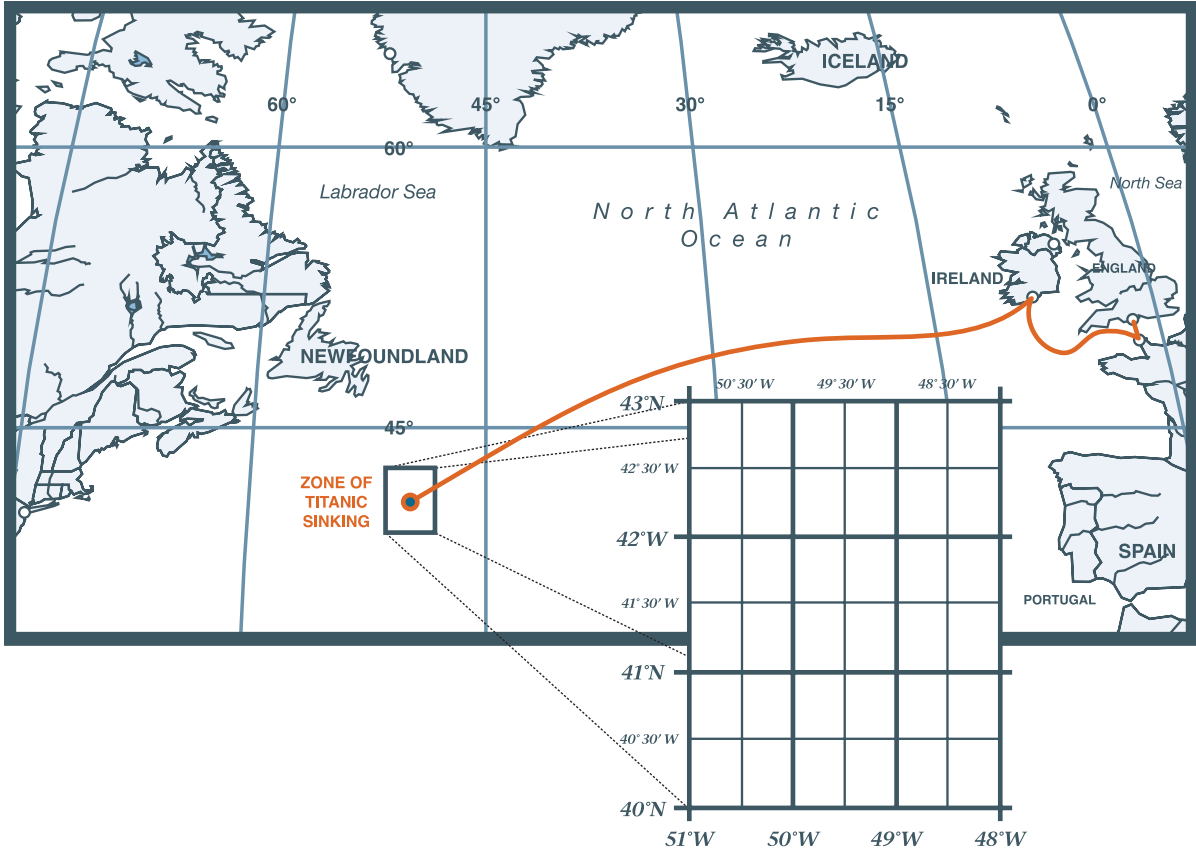 ICELAND
60°
45°
30°
15°
0°
60°
Labrador Sea
North Sea
North Atlantic
Ocean
ENGLAND
IRELAND
NEWFOUNDLAND
50°30' W
49°30' W
48°30' W
43°N
45°
42°30' W
ZONE OF
TITANIC
SINKING
42°W
SPAIN
41°30' W
PORTUGAL
41°N
40°30' W
40°N
51°W
50°W
49°W
48°W